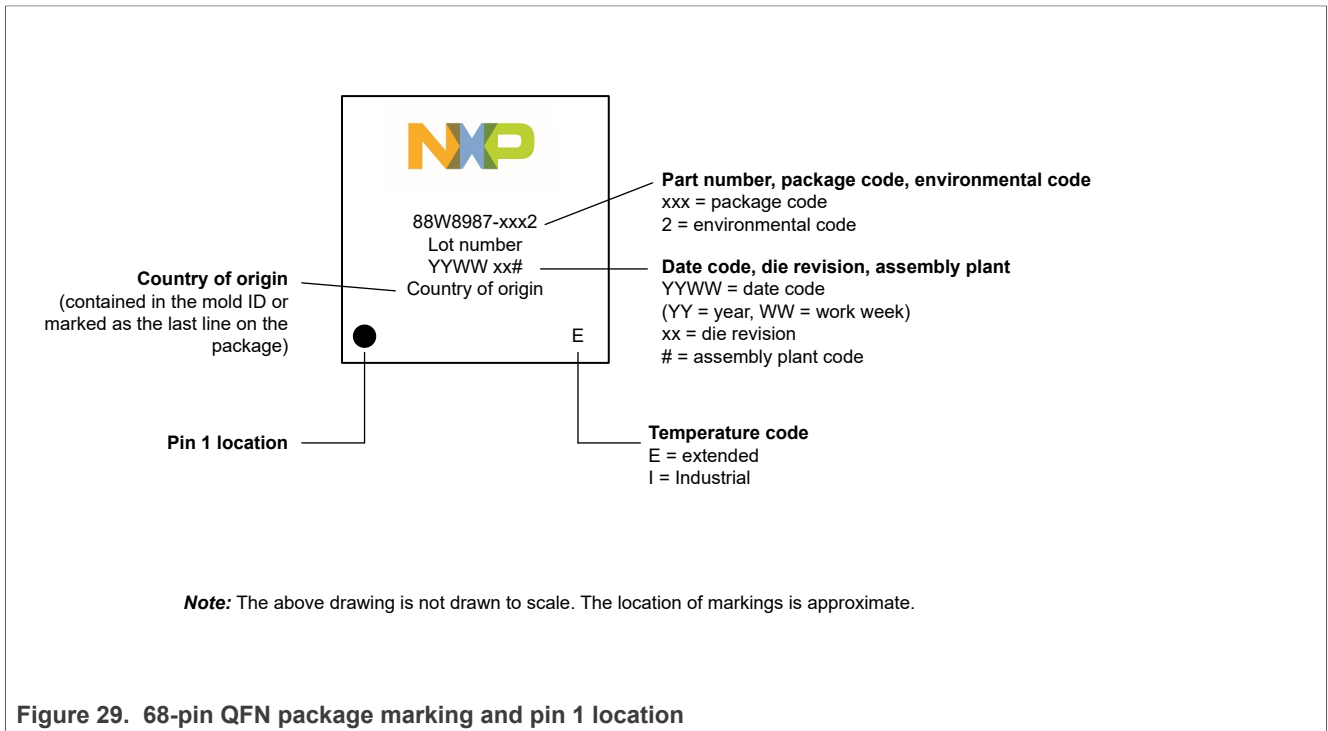 NXP
88W8987-xxx2
Lot number
YYWW xx#
Country of origin
E
Part number, package code, environmental code
xxx = package code
2 = environmental code
Date code, die revision, assembly plant
YYWW = date code
(YY = year, WW = work week)
xx = die revision
# = assembly plant code
Country of origin
(contained in the mold ID or
marked as the last line on the
package)
Pin 1 location
Temperature code
E = extended
I = Industrial
Note: The above drawing is not drawn to scale. The location of markings is approximate.
Figure 29. 68-pin QFN package marking and pin 1 location